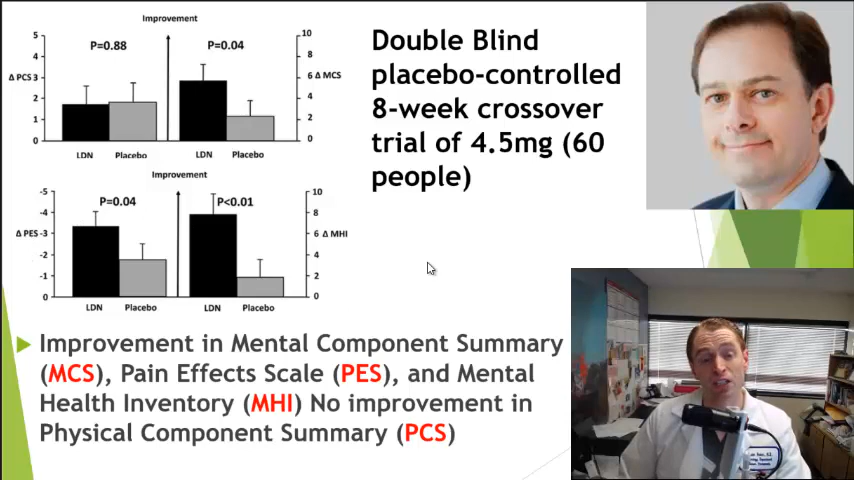 Improvement
5
4
Δ PCS 3
2
1
0
P=0.88
P=0.04
10
8
6 Δ MCS
4
2
0
LDN
Placebo
LDN
Placebo
Improvement
-5
-4
Δ PES -3
-2
-1
0
P=0.04
P<0.01
10
8
6 Δ MHI
4
2
0
LDN
Placebo
LDN
Placebo
Double Blind
placebo-controlled
8-week crossover
trial of 4.5mg (60
people)
Improvement in Mental Component Summary
(MCS), Pain Effects Scale (PES), and Mental
Health Inventory (MHI) No improvement in
Physical Component Summary (PCS)